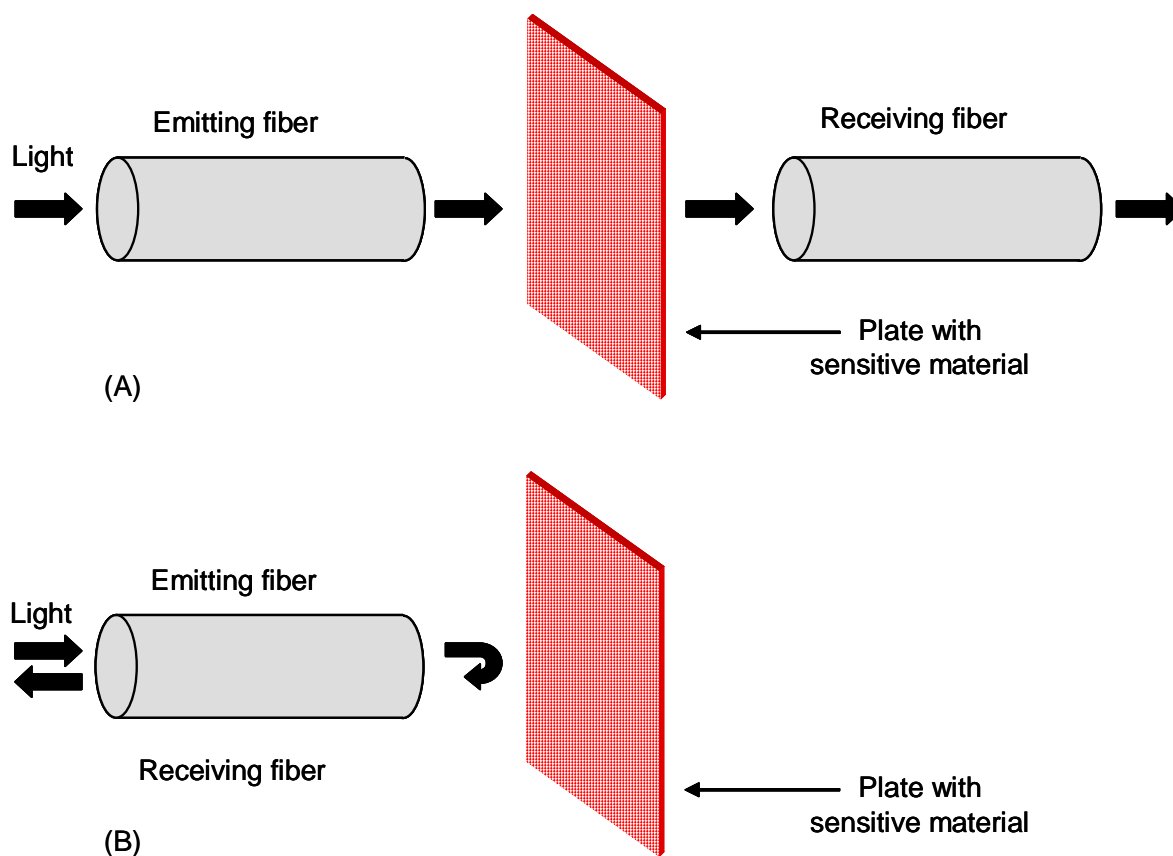 Emitting fiber
Receiving fiber
Light
Plate with
sensitive material
(A)
Emitting fiber
Light
Receiving fiber
Plate with
sensitive material
(B)